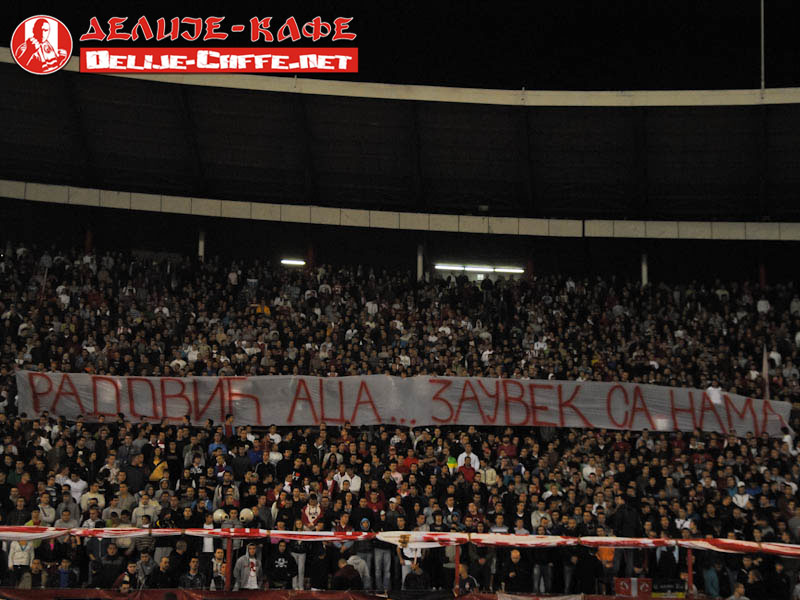 ДЕЛИЈЕ-КАФЕ
DELIJE-CAFFE.NET
РАДОВИЋ АЦА... ЗАУВЕК СА НАМА